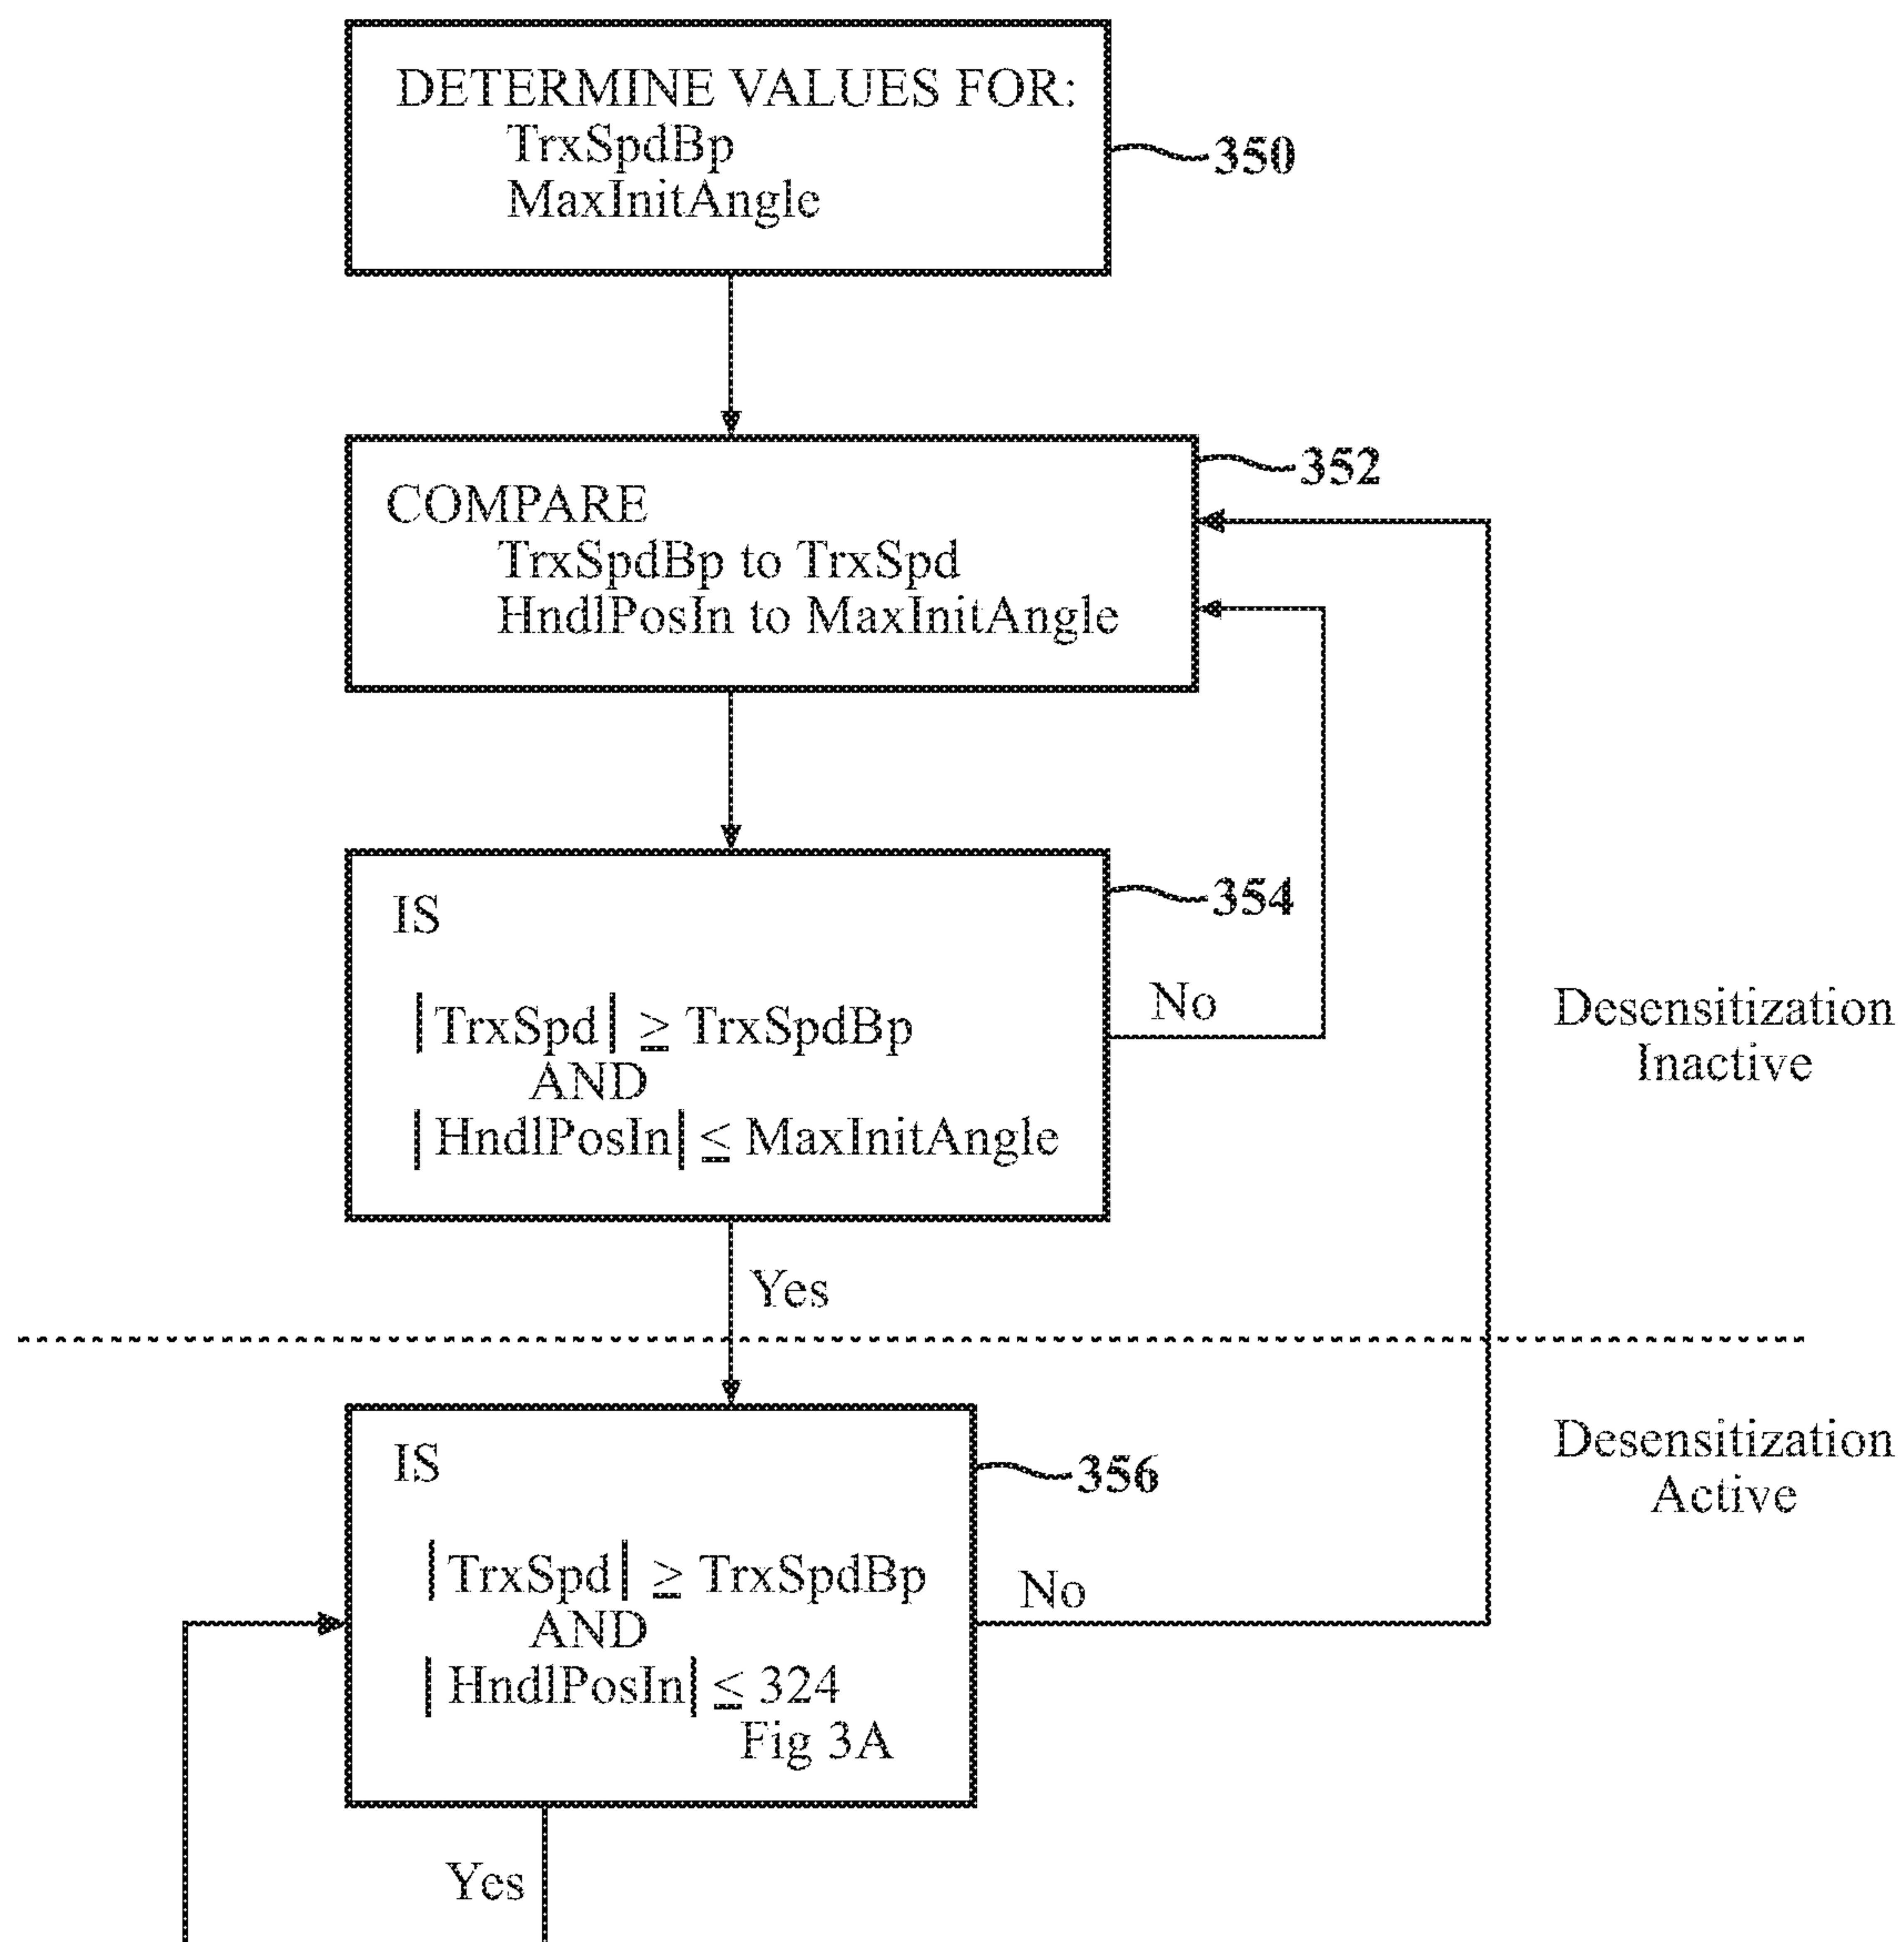 DETERMINE VALUES FOR:
TrxSpdBp
MaxInitAngle
350
352
COMPARE
TrxSpdBp to TrxSpd
HndlPosIn to MaxInitAngle
354
IS
|TrxSpd| ≥ TrxSpdBp
AND
|HndlPosIn| ≤ MaxInitAngle
No
Desensitization
Inactive
Yes
356
IS
|TrxSpd| ≥ TrxSpdBp
AND
|HndlPosIn| ≤ 324
Fig 3A
No
Desensitization
Active
Yes